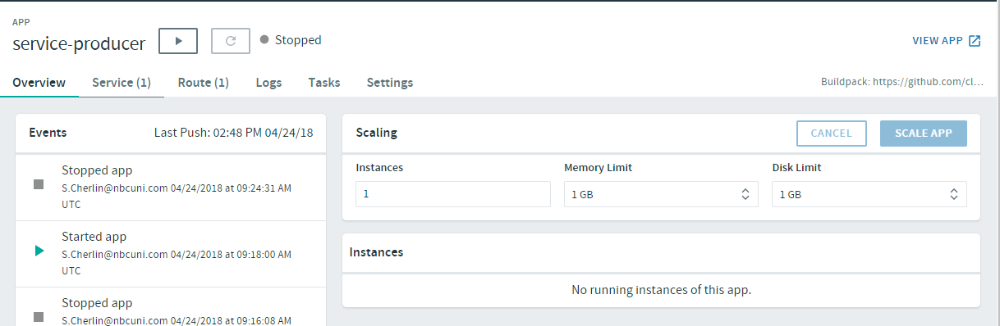 APP
service-producer
Stopped
VIEW APP
Overview Service (1) Route (1) Logs Tasks Settings
Buildpack: https://github.com/cl...
Events Last Push: 02:48 PM 04/24/18
Stopped app
S.Cherlin@nbcuni.com 04/24/2018 at 09:24:31 AM
UTC
Started app
S.Cherlin@nbcuni.com 04/24/2018 at 09:18:00 AM
UTC
Stopped app
S.Cherlin@nbcuni.com 04/24/2018 at 09:16:08 AM
Scaling CANCEL SCALE APP
Instances Memory Limit Disk Limit
1 1 GB 1 GB
Instances
No running instances of this app.